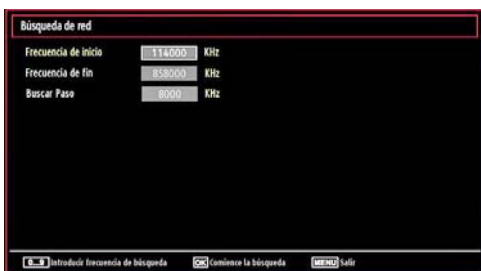 Búsqueda de red
Frecuencia de inicio 114000 KHz
Frecuencia de fin 858000 KHz
Buscar Paso 8000 KHz
0...9 Introducir frecuencia de búsqueda OK Comience la búsqueda MENU Salir